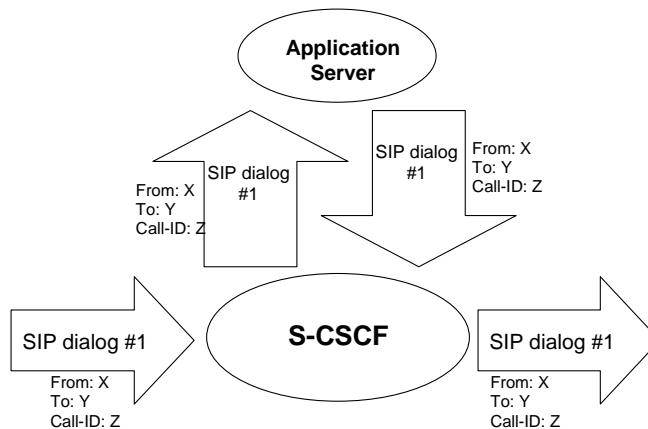 Application
Server
SIP dialog
#1
From: X
To: Y
Call-ID: Z
SIP dialog
#1
From: X
To: Y
Call-ID: Z
SIP dialog #1
From: X
To: Y
Call-ID: Z
S-CSCF
SIP dialog #1
From: X
To: Y
Call-ID: Z